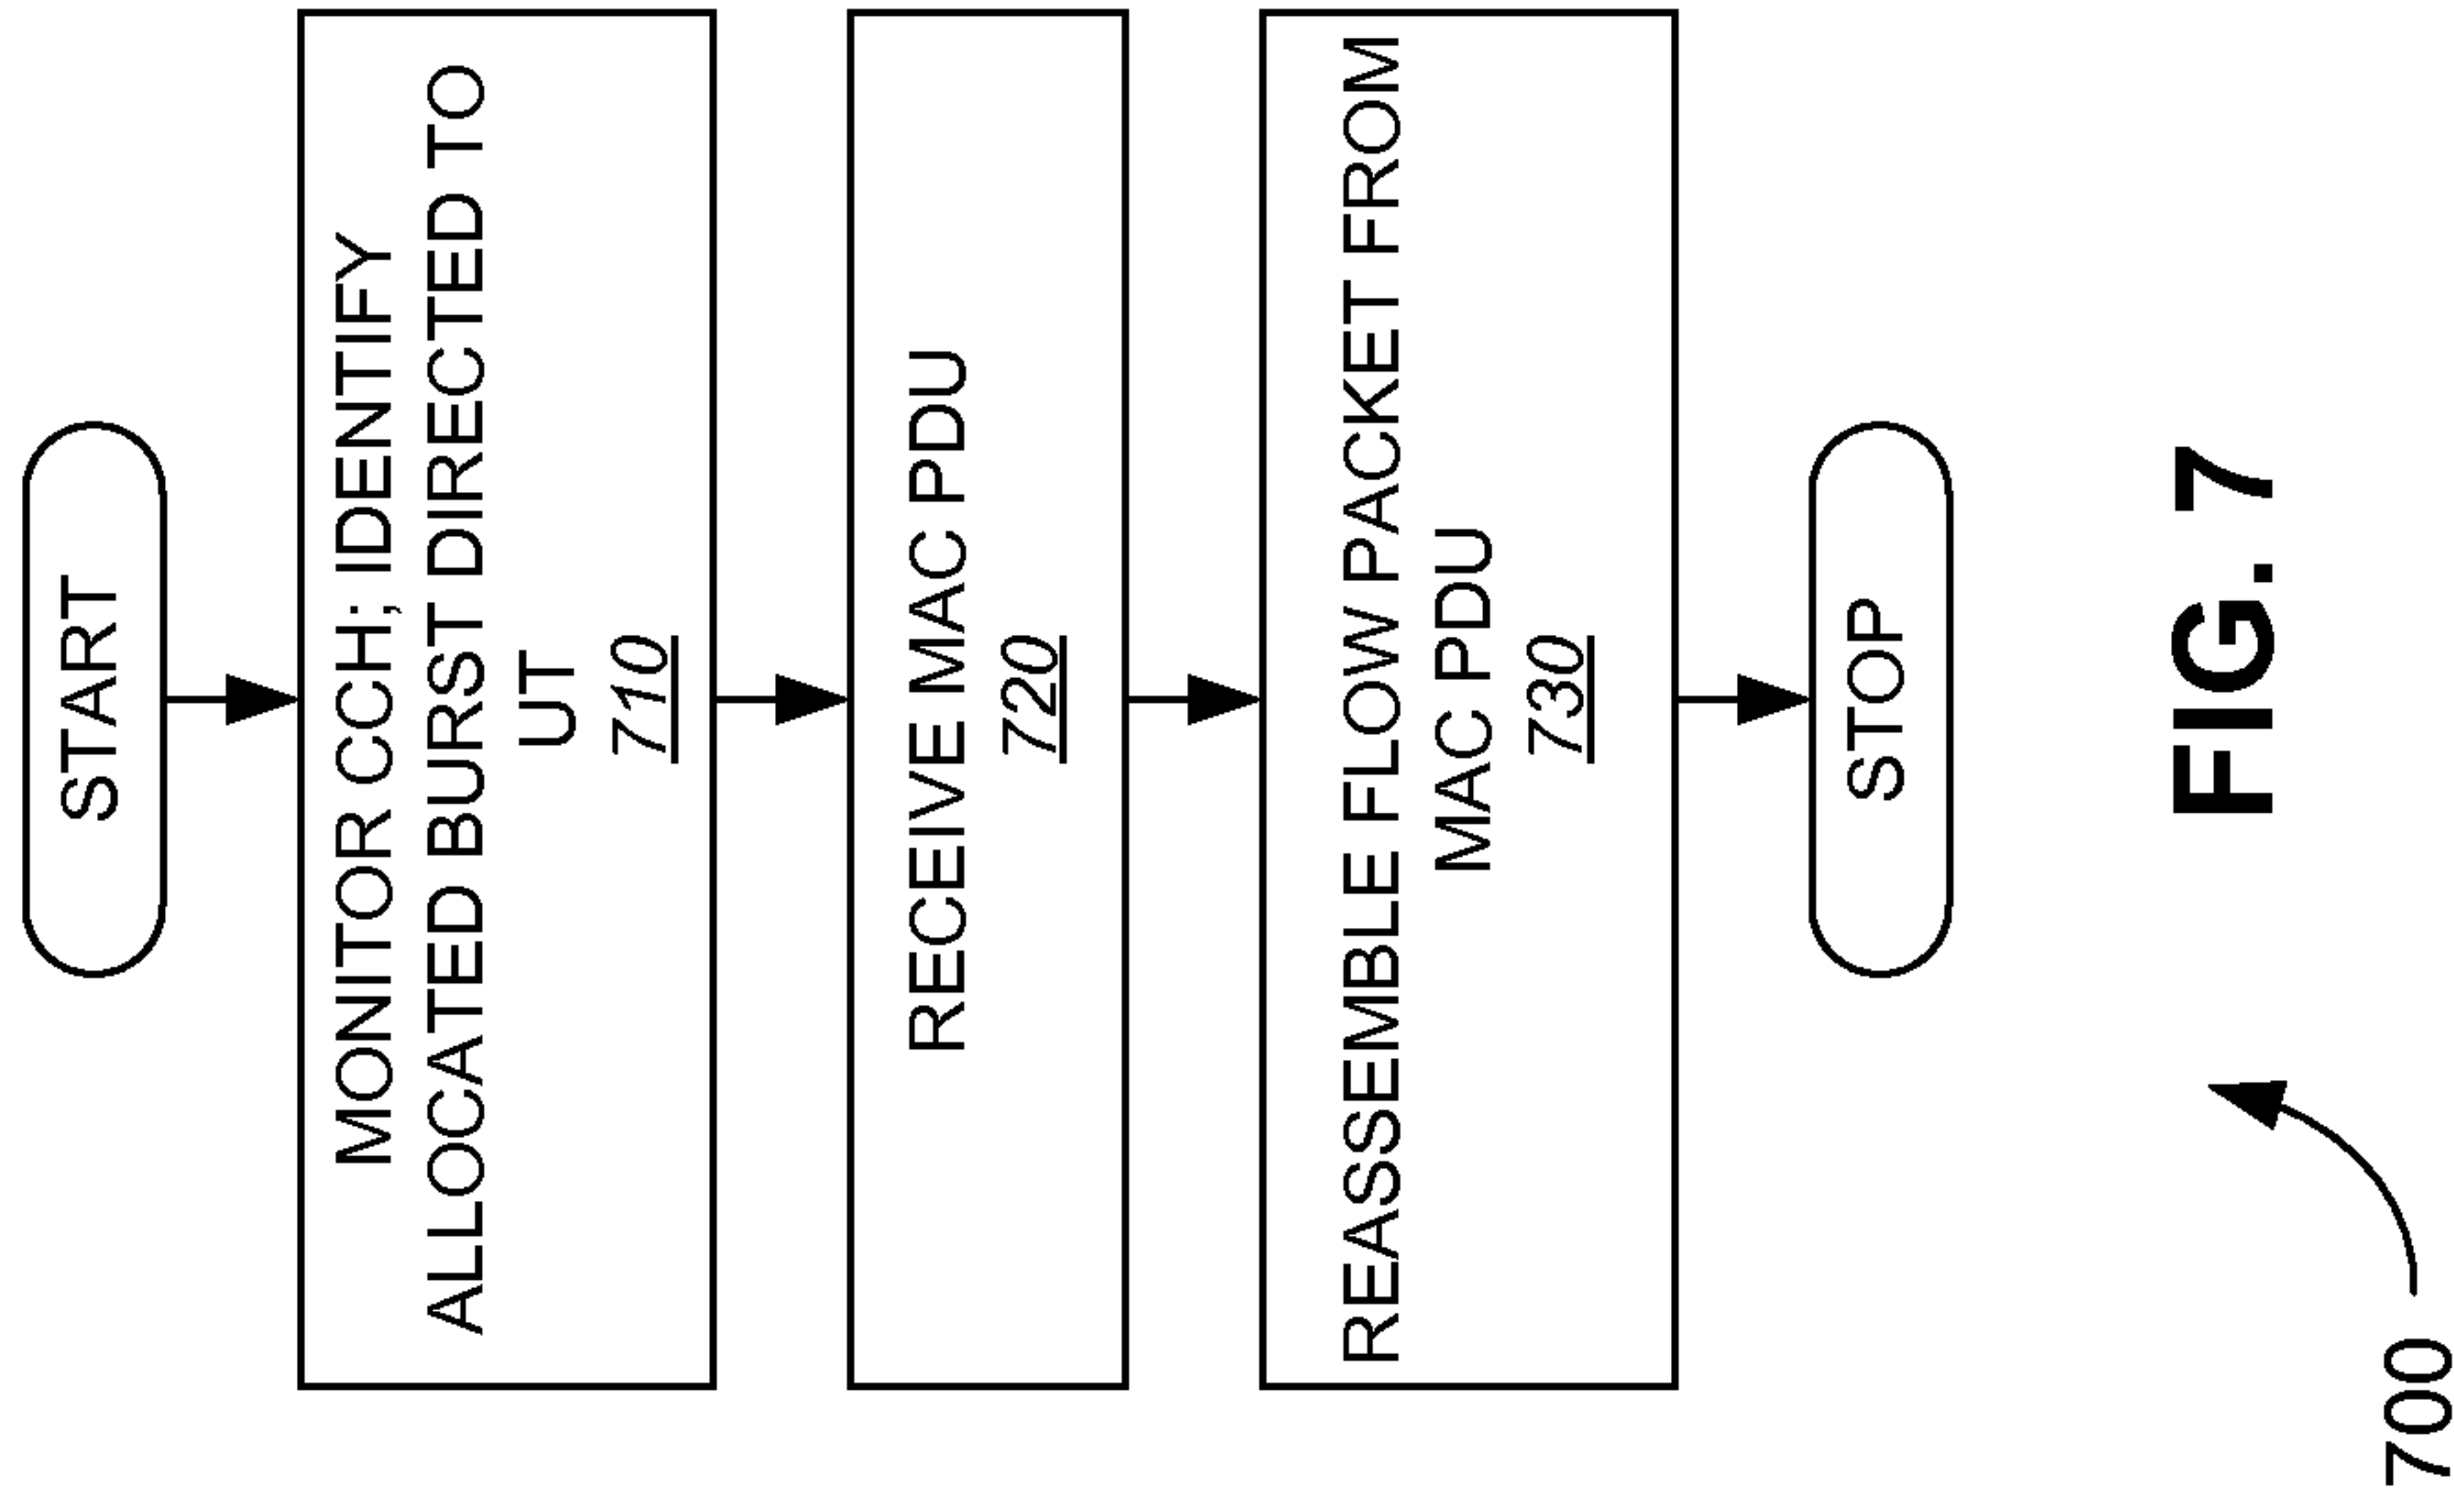 START
MONITOR CCH; IDENTIFY
ALLOCATED BURST DIRECTED TO
UT
710
RECEIVE MAC PDU
720
REASSEMBLE FLOW PACKET FROM
MAC PDU
730
STOP
700
FIG. 7